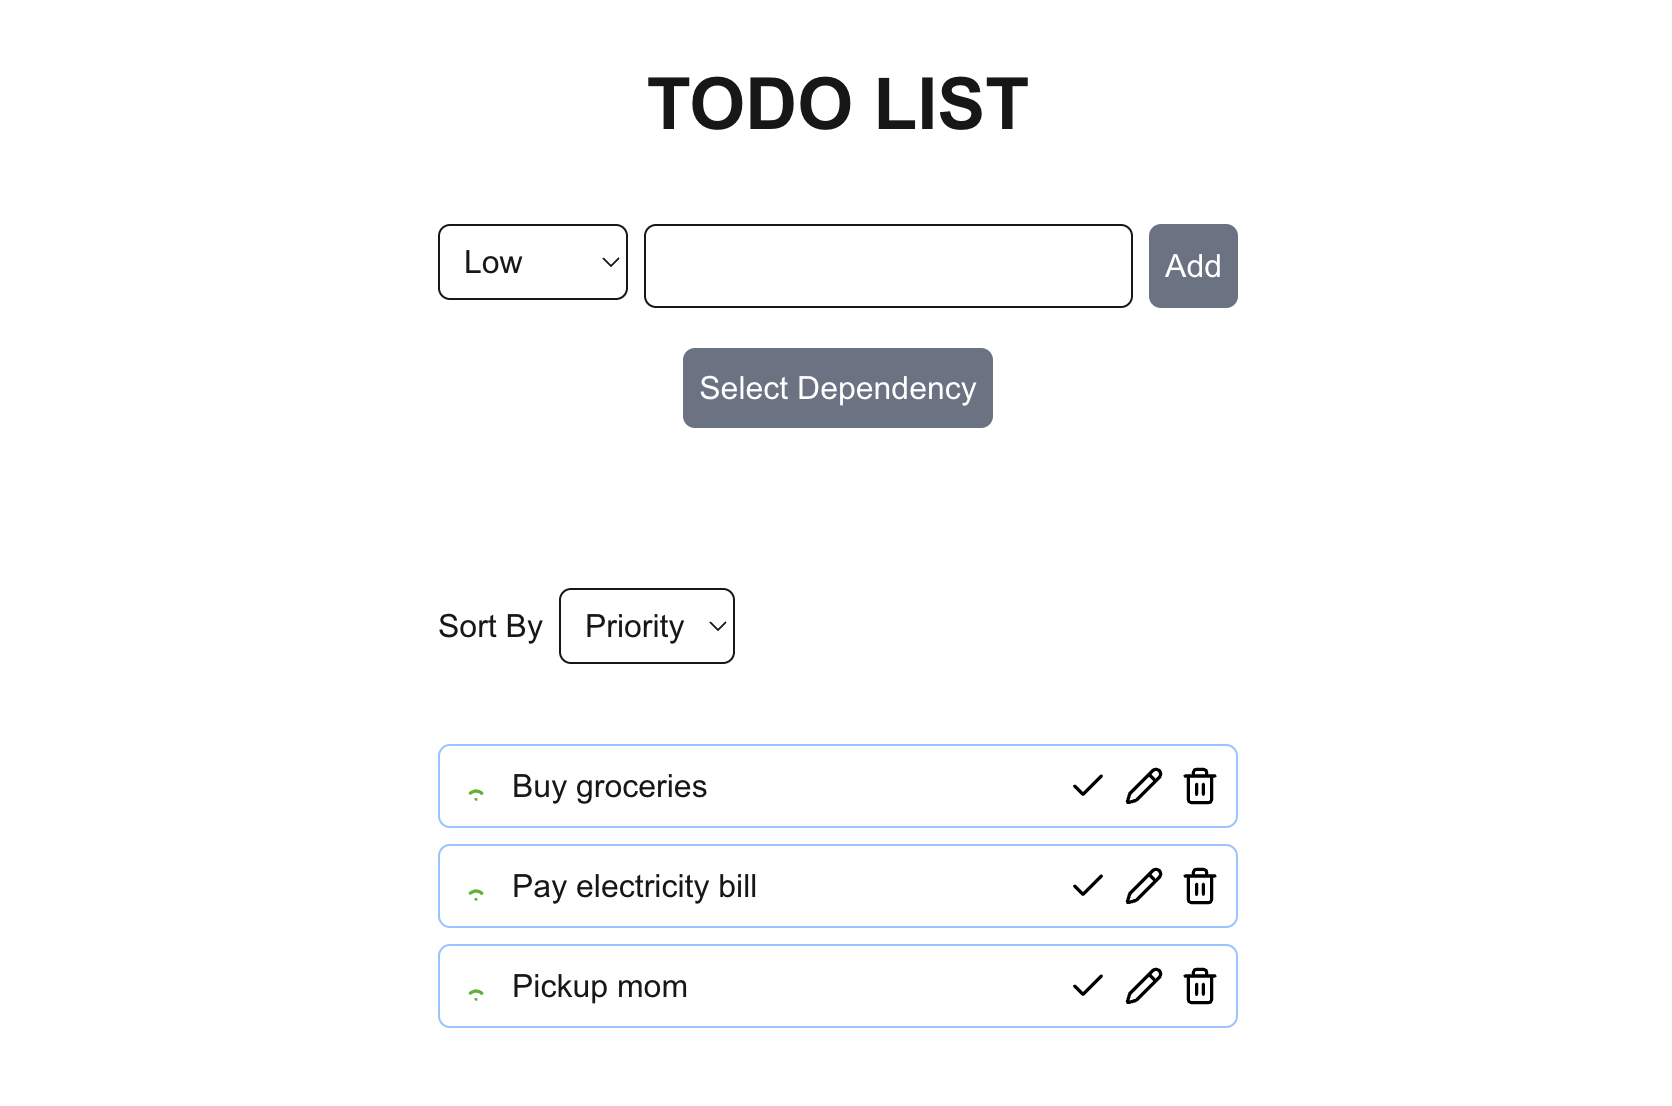 TODO LIST
Low
Add
Select Dependency
Sort By
Priority
Buy groceries
Pay electricity bill
Pickup mom